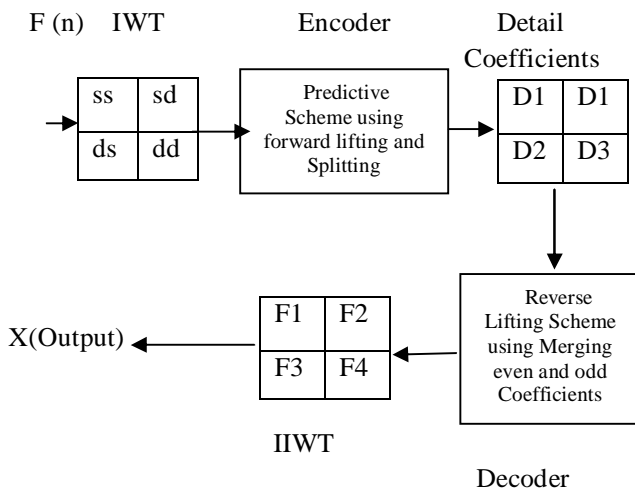 F (n) IWT Encoder Detail
Coefficients
ss sd
ds dd
Predictive
Scheme using
forward lifting and
Splitting
D1 D1
D2 D3
Reverse
Lifting Scheme
using Merging
even and odd
Coefficients
F1 F2
F3 F4
X(Output)
IIWT
Decoder